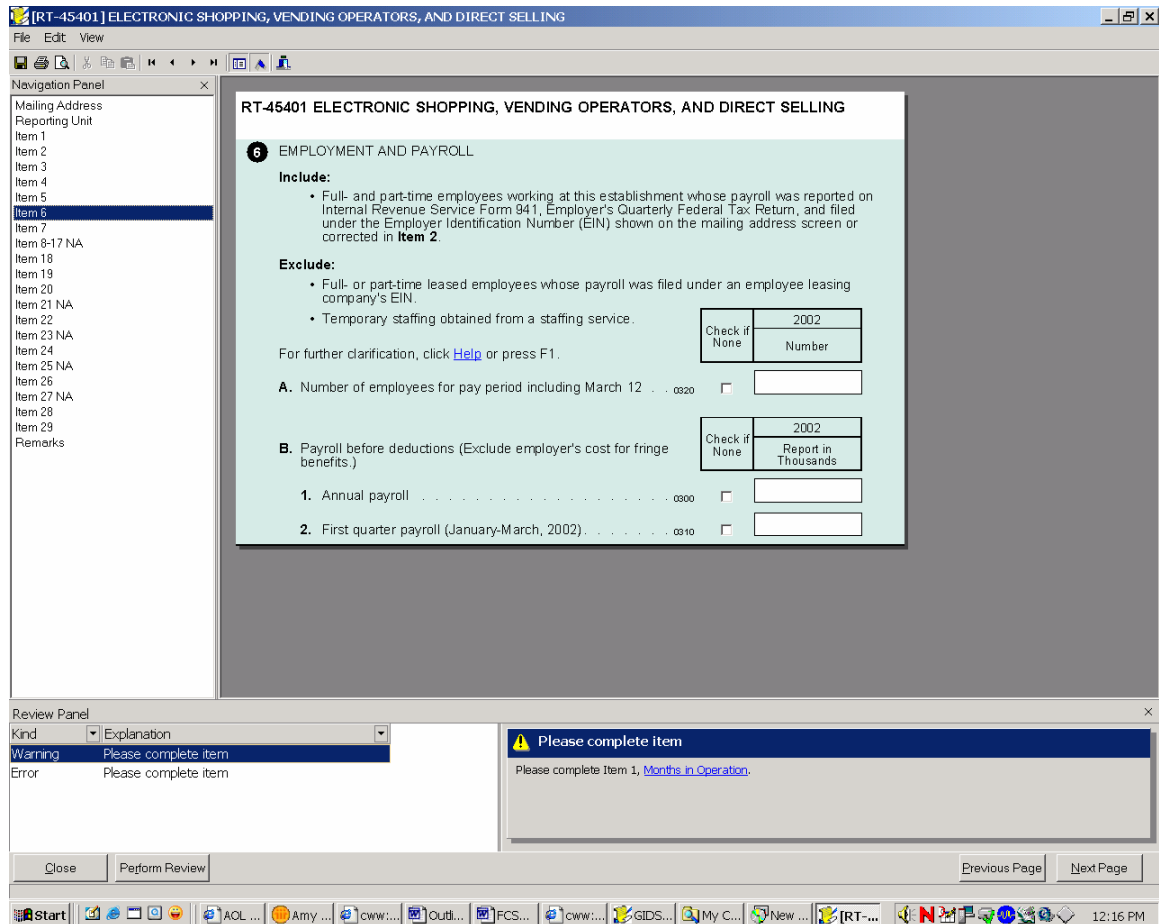 [RT-45401] ELECTRONIC SHOPPING, VENDING OPERATORS, AND DIRECT SELLING
File Edit View
Navigation Panel
Mailing Address
Reporting Unit
Item 1
Item 2
Item 3
Item 4
Item 5
Item 6
Item 7
Item 8-17 NA
Item 18
Item 19
Item 20
Item 21 NA
Item 22
Item 23 NA
Item 24
Item 25 NA
Item 26
Item 27 NA
Item 28
Item 29
Remarks
RT-45401 ELECTRONIC SHOPPING, VENDING OPERATORS, AND DIRECT SELLING
6 EMPLOYMENT AND PAYROLL
Include:
• Full- and part-time employees working at this establishment whose payroll was reported on
Internal Revenue Service Form 941, Employer's Quarterly Federal Tax Return, and filed
under the Employer Identification Number (EIN) shown on the mailing address screen or
corrected in Item 2.
Exclude:
• Full- or part-time leased employees whose payroll was filed under an employee leasing
company's EIN.
• Temporary staffing obtained from a staffing service.
For further clarification, click Help or press F1.
Check if
None
2002
Number
A. Number of employees for pay period including March 12 . . 0320
B. Payroll before deductions (Exclude employer's cost for fringe
benefits.)
Check if
None
2002
Report in
Thousands
1. Annual payroll . . . . . . . . . . . . . . . . . . . 0300
2. First quarter payroll (January-March, 2002). . . . . . . 0310
Review Panel
Kind Explanation
Warning Please complete item
Error Please complete item
Please complete item
Please complete Item 1, Months in Operation.
Close Perform Review Previous Page Next Page
Start AOL ... Amy ... cww:... Outli... FCS... cww:... GIDS... My C... New ... [RT-... 12:16 PM